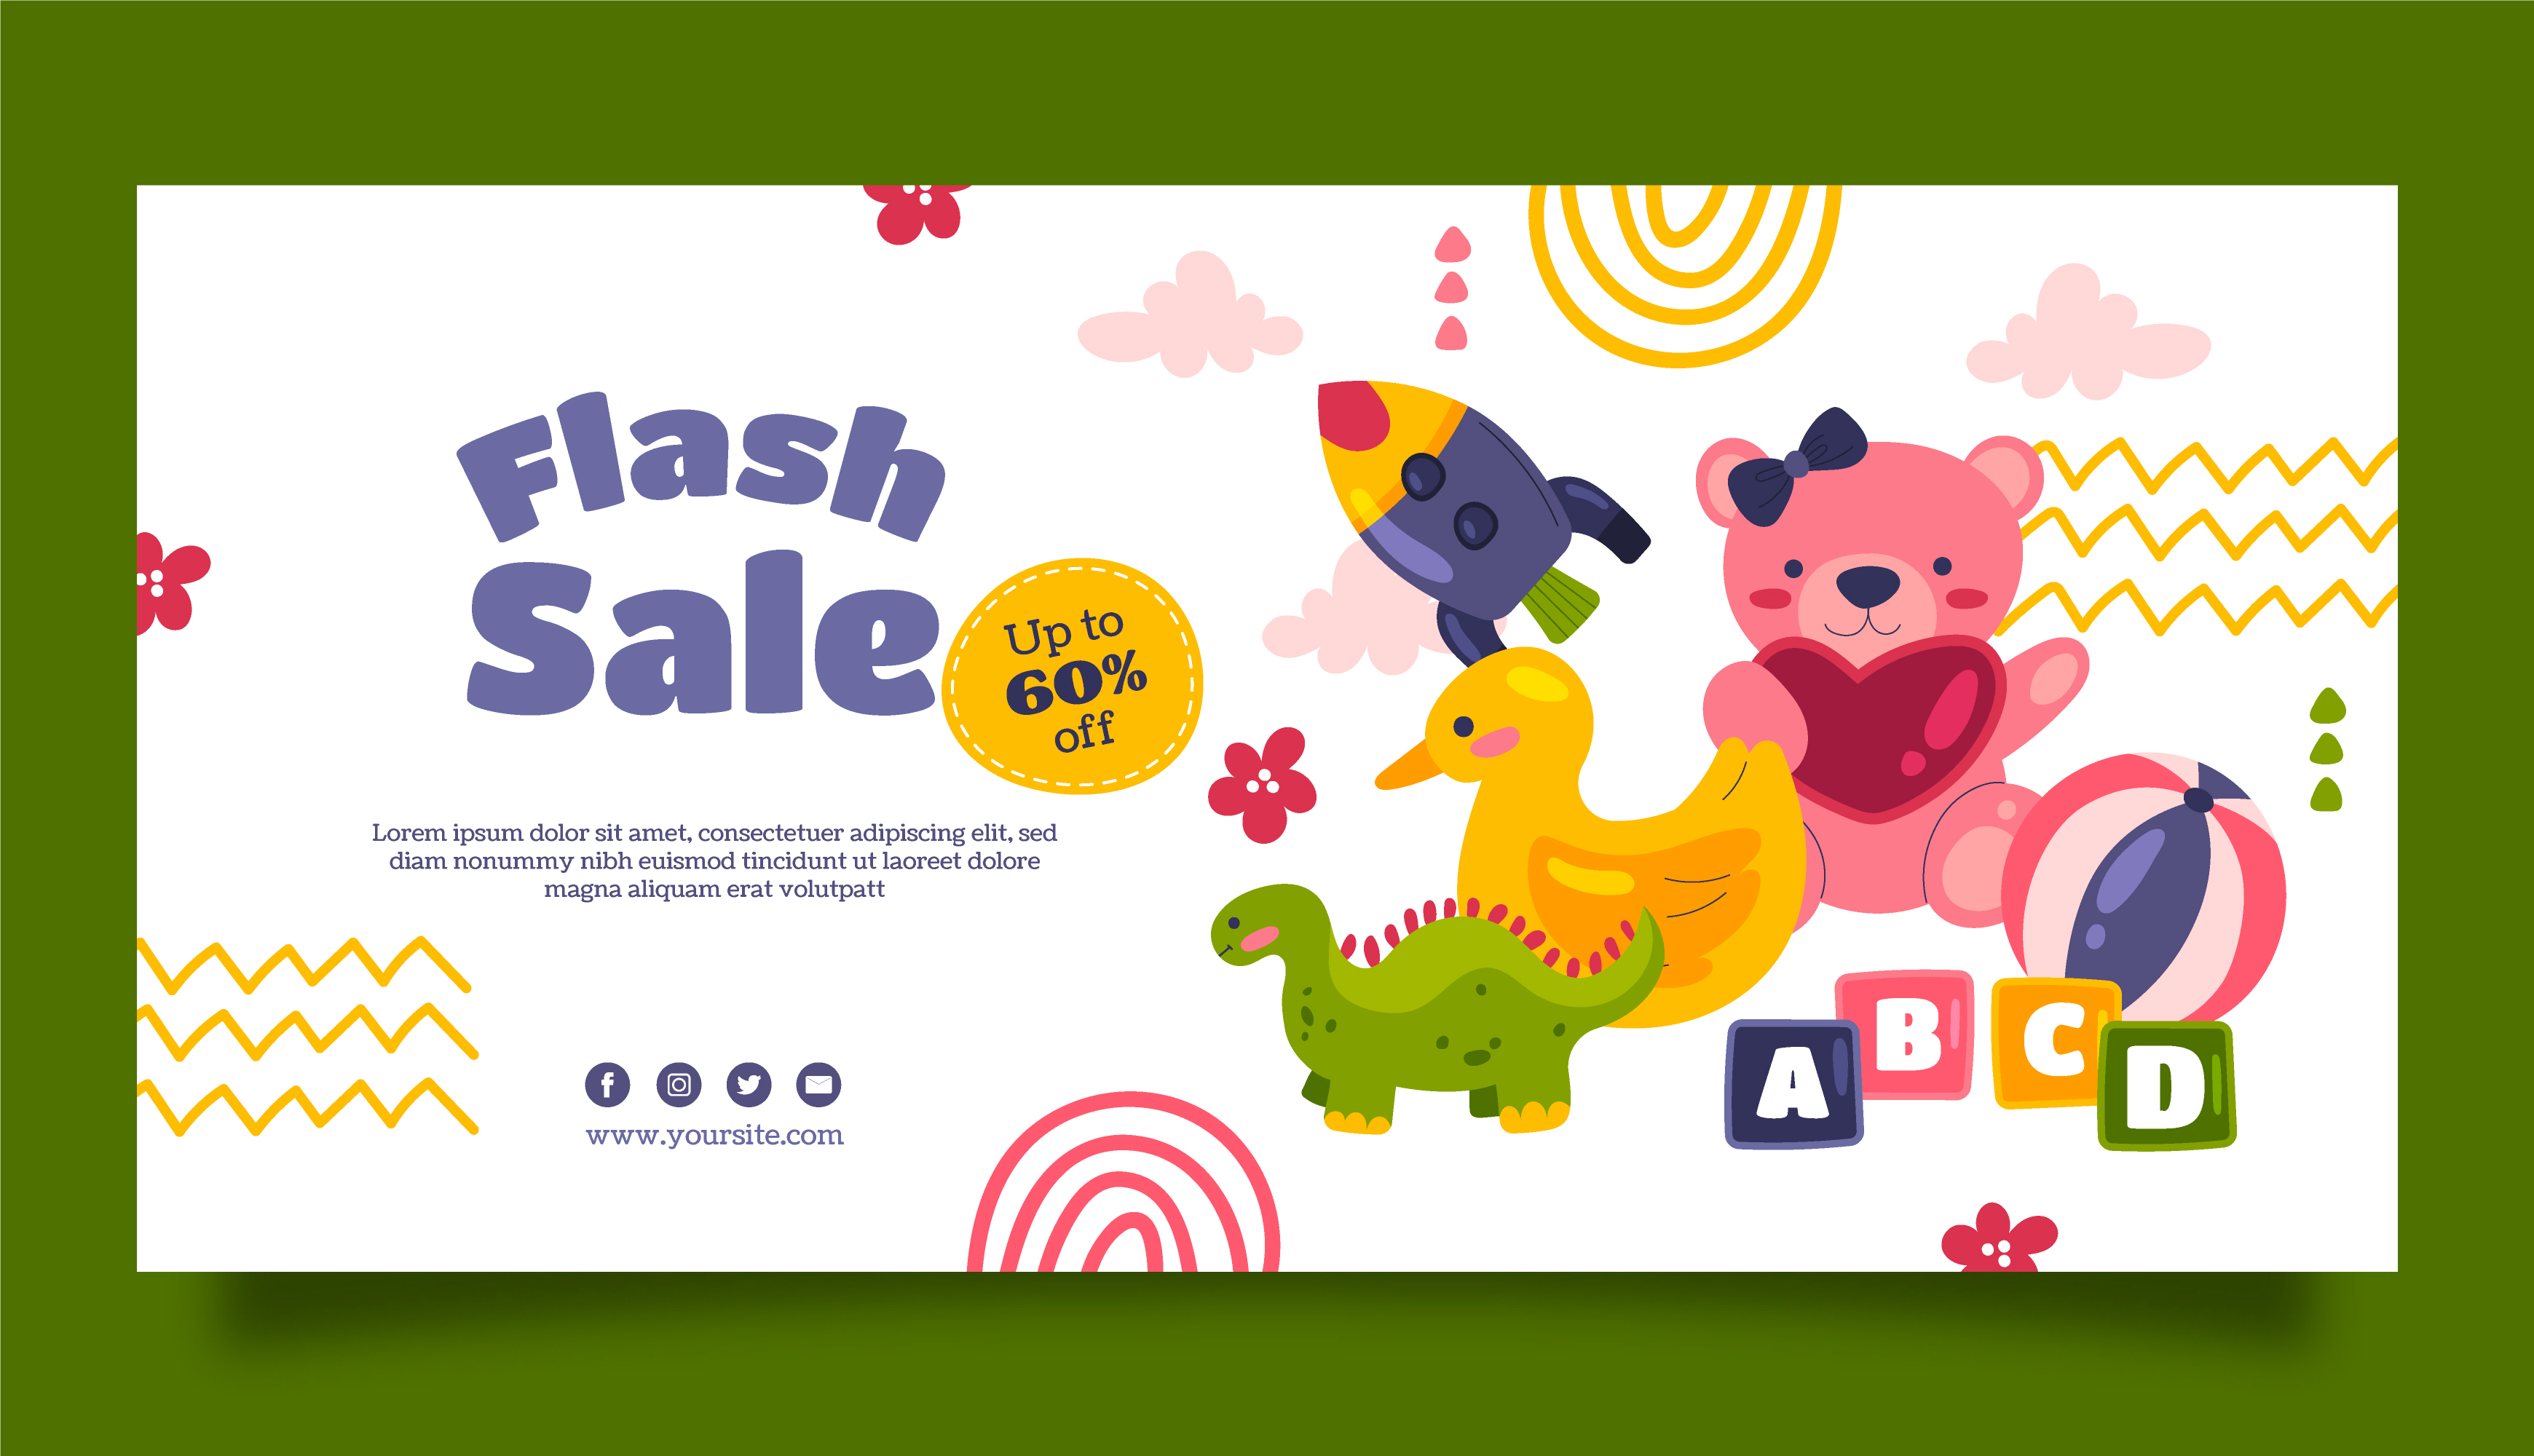 Flash
Sale
Up to
60%
off
Lorem ipsum dolor sit amet, consectetuer adipiscing elit, sed
diam nonummy nibh euismod tincidunt ut laoreet dolore
magna aliquam erat volutpatt
www.yoursite.com
A B C D